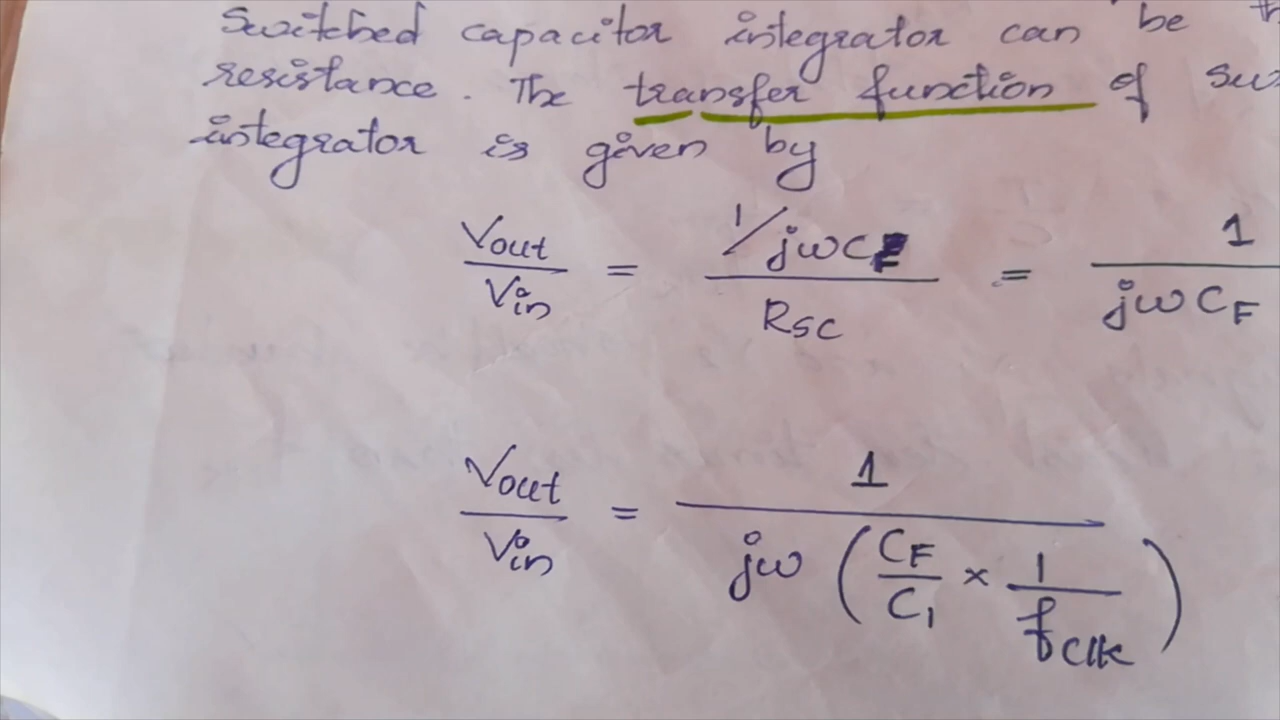 Switched capacitor integrator can be
resistance. The transfer function of
integrator is given by
Vout/Vin = (1/jωCF)/RSC = 1/jωCF
Vout/Vin = 1/jω(CF/C1 × 1/fclk)